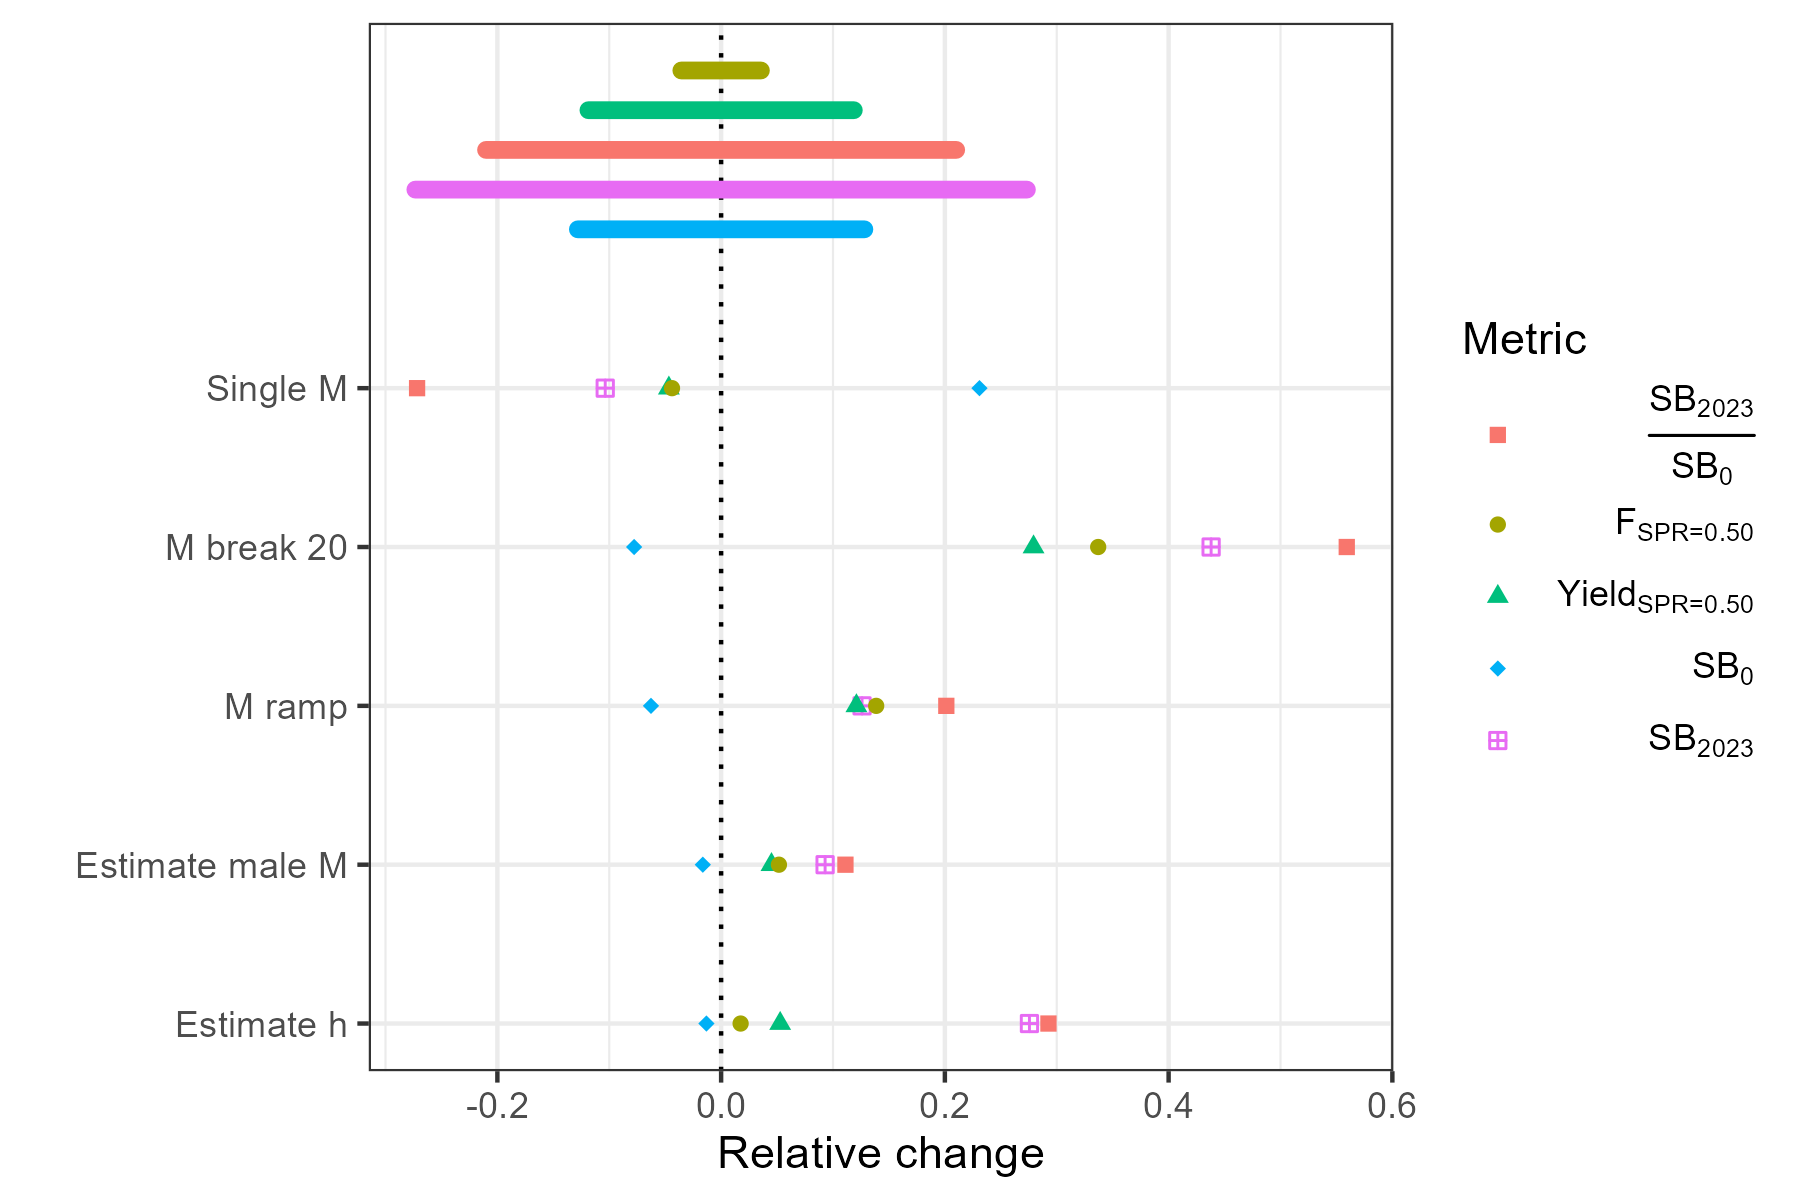 Single M
M break 20
M ramp
Estimate male M
Estimate h
-0.2 0.0 0.2 0.4 0.6
Relative change
Metric
SB2023
SB0
FSPR=0.50
YieldSPR=0.50
SB0
SB2023